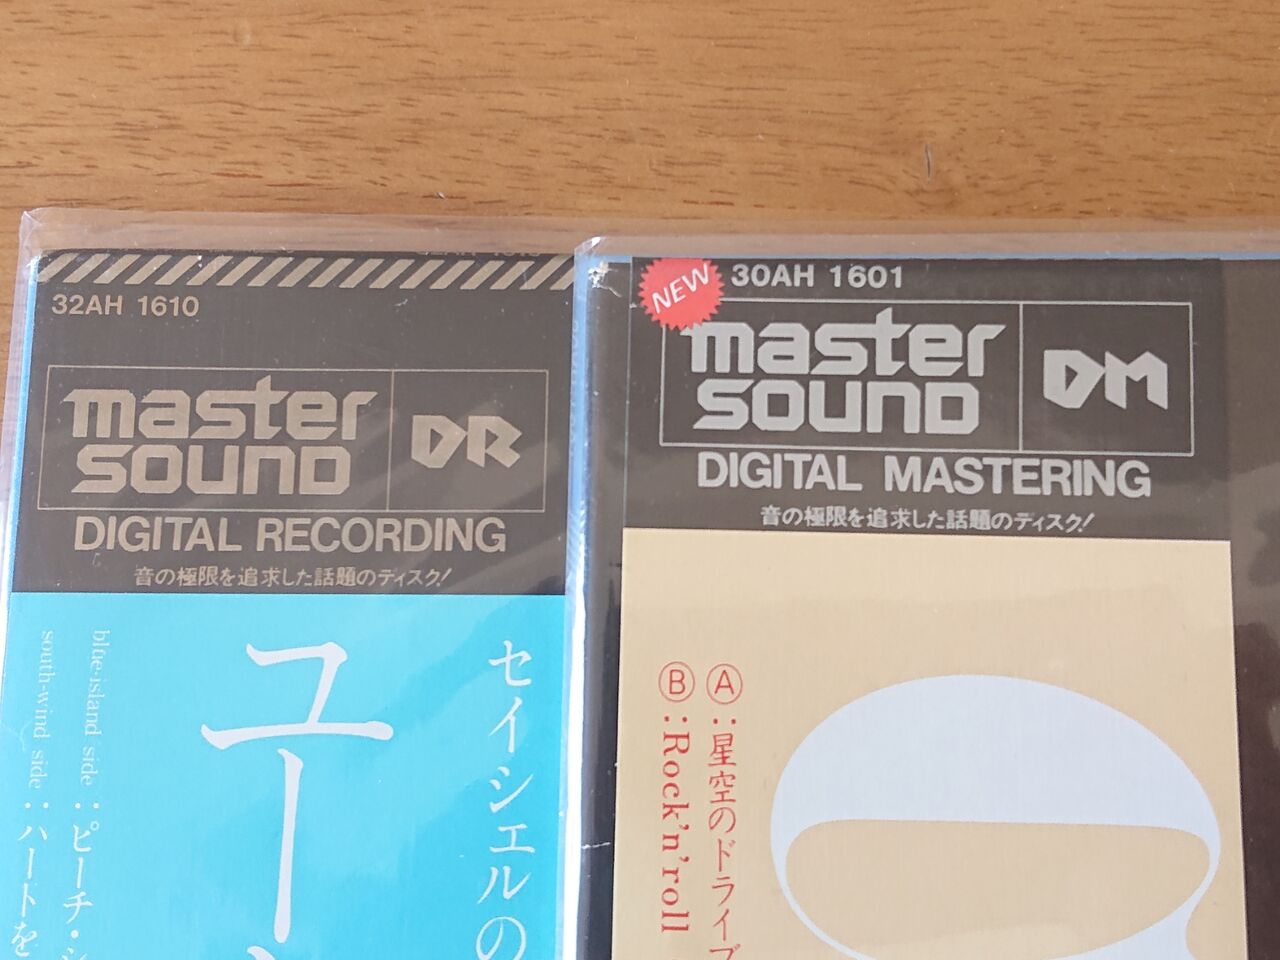 32AH 1610
master
sound
DR
DIGITAL RECORDING
音の極限を追求した話題のディスク!
セイシェルの
ユー
blue-island side:ピーチ・シ
south-wind side:ハートを
NEW
30AH 1601
master
sound
DM
DIGITAL MASTERING
音の極限を追求した話題のディスク!
Ⓐ:星空のドライブ
Ⓑ:Rock'n'roll